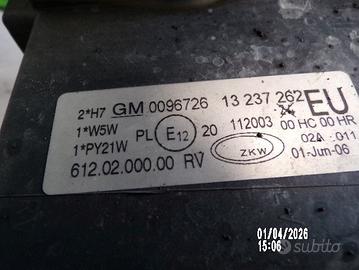 2*H7 GM 0096726 13 237 262 EU
1*W5W PL E12 20 112003 00 HC 00 HR
1*PY21W 02A 011
612.02.000.00 RV ZKW 01-Jun-06
01/04/2026
15:06
subito